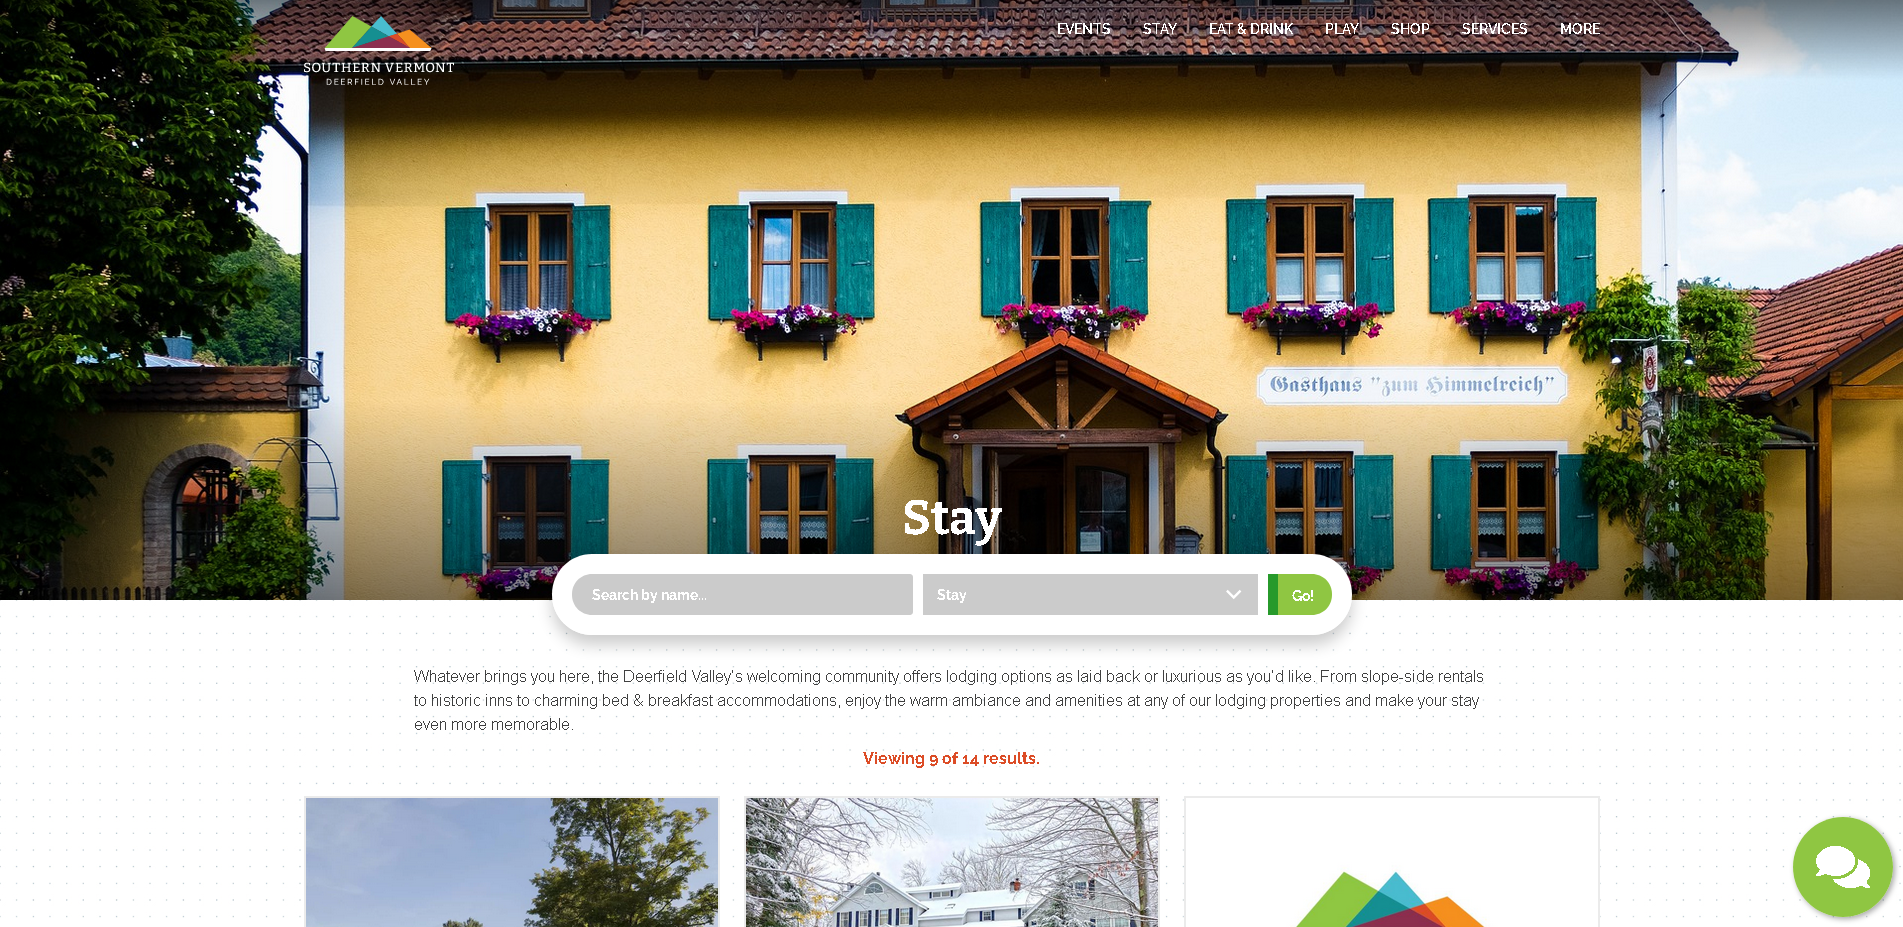 SOUTHERN VERMONT
DEERFIELD VALLEY
EVENTS STAY EAT & DRINK PLAY SHOP SERVICES MORE
Gasthaus "zum Himmelreich"
Stay
Search by name... Stay Go!
Whatever brings you here, the Deerfield Valley's welcoming community offers lodging options as laid back or luxurious as you'd like. From slope-side rentals
to historic inns to charming bed & breakfast accommodations, enjoy the warm ambiance and amenities at any of our lodging properties and make your stay
even more memorable.
Viewing 9 of 14 results.